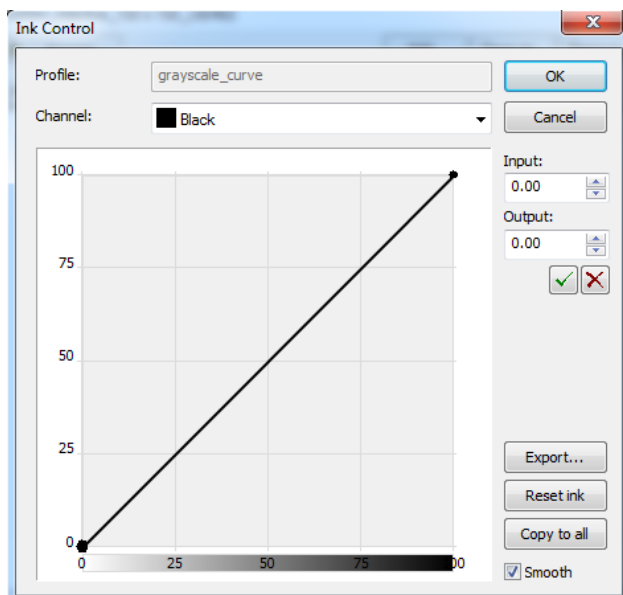 Ink Control
Profile:
grayscale_curve
OK
Channel:
Black
Cancel
Input:
0.00
Output:
0.00
100
75
50
25
0
0
25
50
75
00
Export...
Reset ink
Copy to all
Smooth